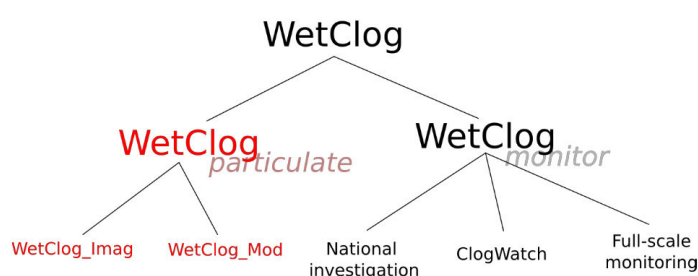 WetClog
WetClog
particulate
WetClog
monitor
WetClog_Imag
WetClog_Mod
National
investigation
ClogWatch
Full-scale
monitoring